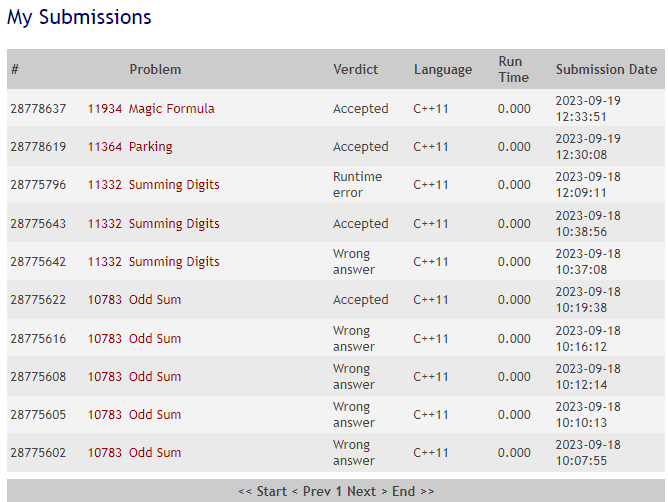 My Submissions
# Problem Verdict Language Run Time Submission Date
28778637 11934 Magic Formula Accepted C++11 0.000 2023-09-19 12:33:51
28778619 11364 Parking Accepted C++11 0.000 2023-09-19 12:30:08
28775796 11332 Summing Digits Runtime error C++11 0.000 2023-09-18 12:09:11
28775643 11332 Summing Digits Accepted C++11 0.000 2023-09-18 10:38:56
28775642 11332 Summing Digits Wrong answer C++11 0.000 2023-09-18 10:37:08
28775622 10783 Odd Sum Accepted C++11 0.000 2023-09-18 10:19:38
28775616 10783 Odd Sum Wrong answer C++11 0.000 2023-09-18 10:16:12
28775608 10783 Odd Sum Wrong answer C++11 0.000 2023-09-18 10:12:14
28775605 10783 Odd Sum Wrong answer C++11 0.000 2023-09-18 10:10:13
28775602 10783 Odd Sum Wrong answer C++11 0.000 2023-09-18 10:07:55
<< Start < Prev 1 Next > End >>